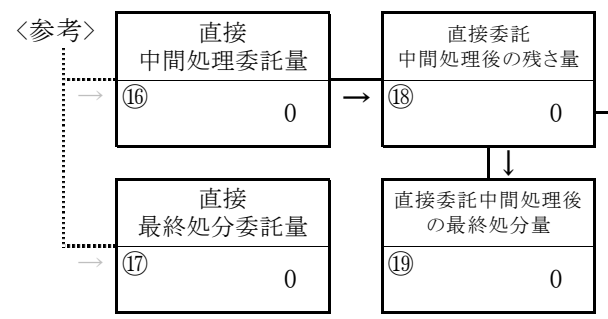 〈参考〉
直接
中間処理委託量
⑯
0
→
→
直接委託
中間処理後の残さ量
⑱
0
↓
直接
最終処分委託量
⑰
0
→
直接委託中間処理後
の最終処分量
⑲
0